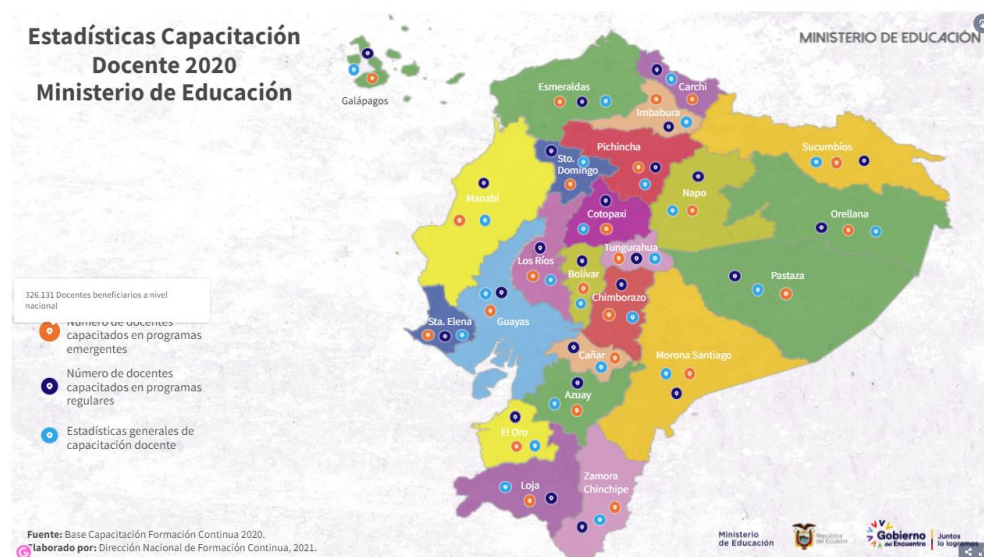 Estadísticas Capacitación
Docente 2020
Ministerio de Educación
MINISTERIO DE EDUCACIÓN
Galápagos
Esmeraldas
Carchi
Imbabura
Pichincha
Sto.
Domingo
Sucumbíos
Manabí
Napo
Cotopaxi
Orellana
Tungurahua
Los Ríos
Bolívar
Pastaza
Chimborazo
326.131 Docentes beneficiarios a nivel
nacional
Número de docentes
capacitados en programas
emergentes
Sta. Elena
Guayas
Cañar
Morona Santiago
Número de docentes
capacitados en programas
regulares
Azuay
Estadísticas generales de
capacitación docente
El Oro
Loja
Zamora
Chinchipe
Fuente: Base Capacitación Formación Continua 2020.
Elaborado por: Dirección Nacional de Formación Continua, 2021.
Ministerio
de Educación
República
del Ecuador
Gobierno
del Encuentro
Juntos
lo logramos